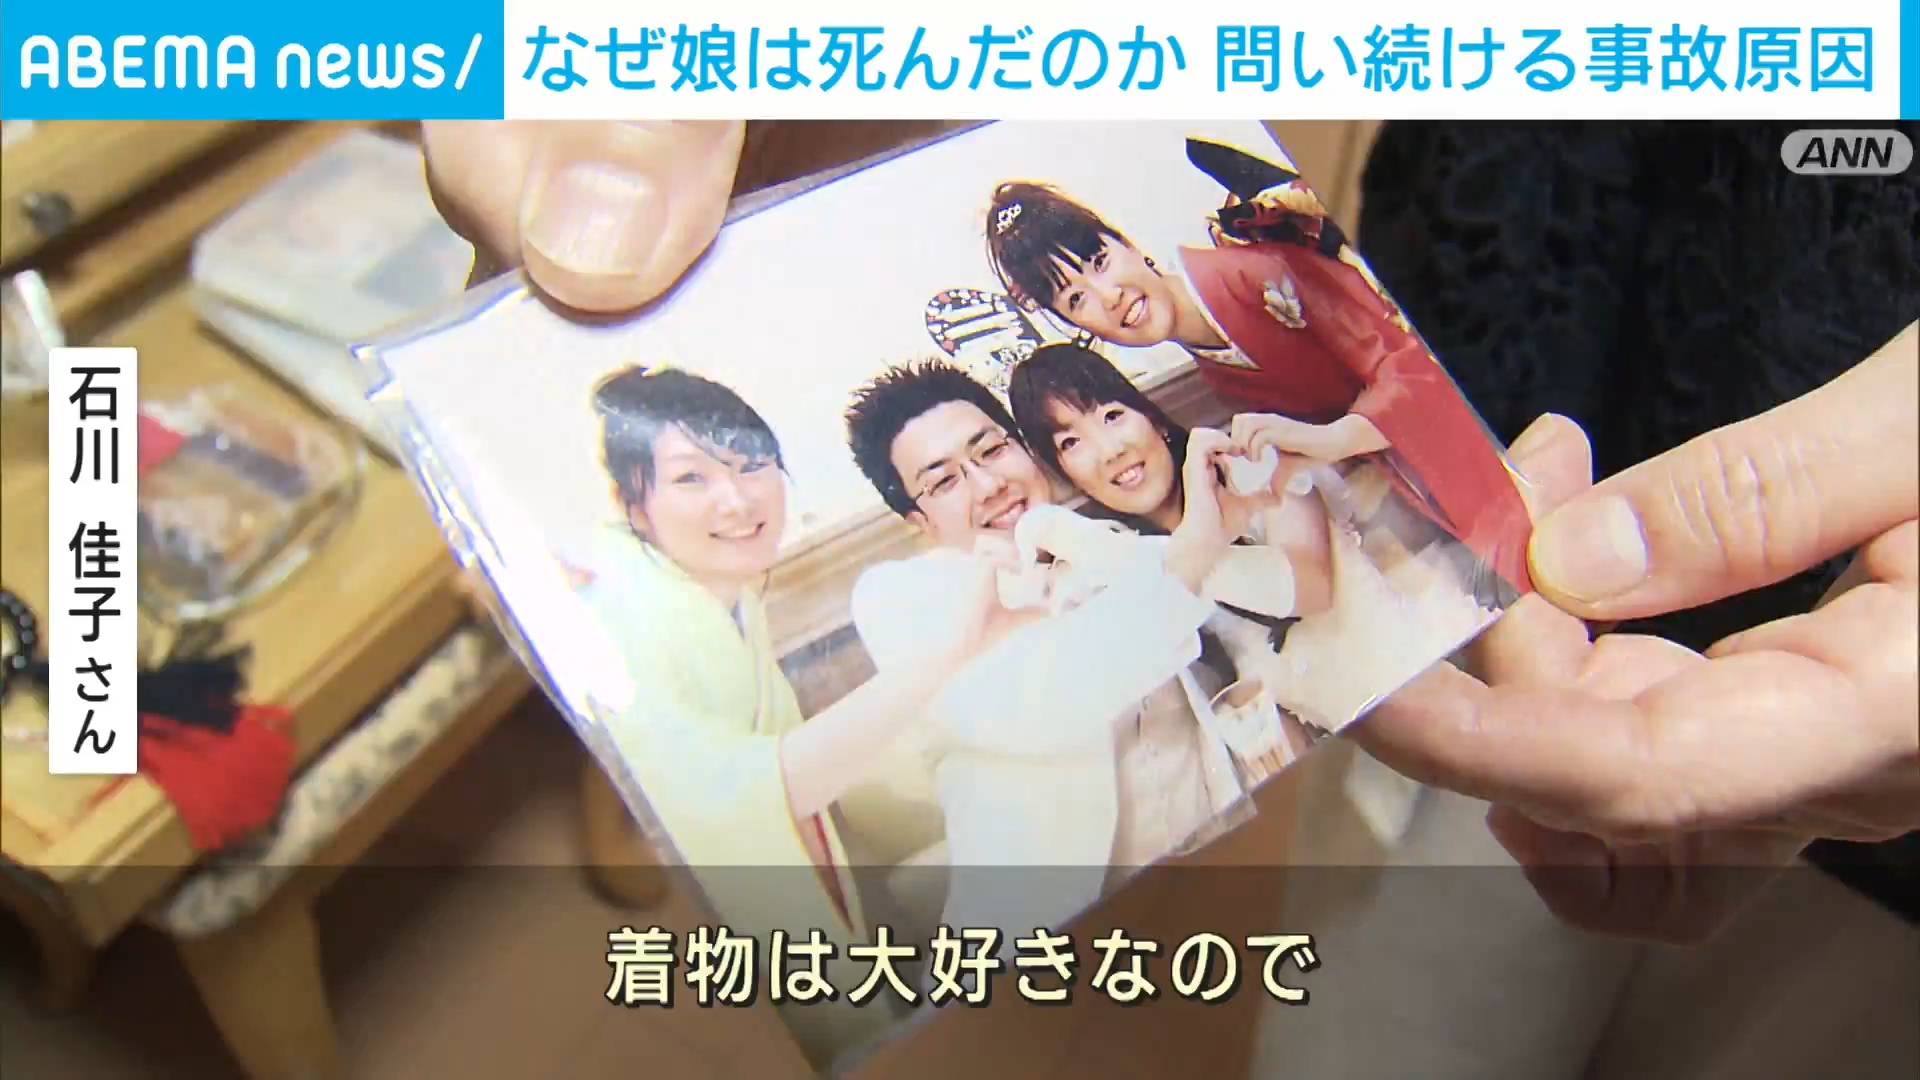 ABEMA news/
なぜ娘は死んだのか 問い続ける事故原因
ANN
石川 佳子さん
着物は大好きなので